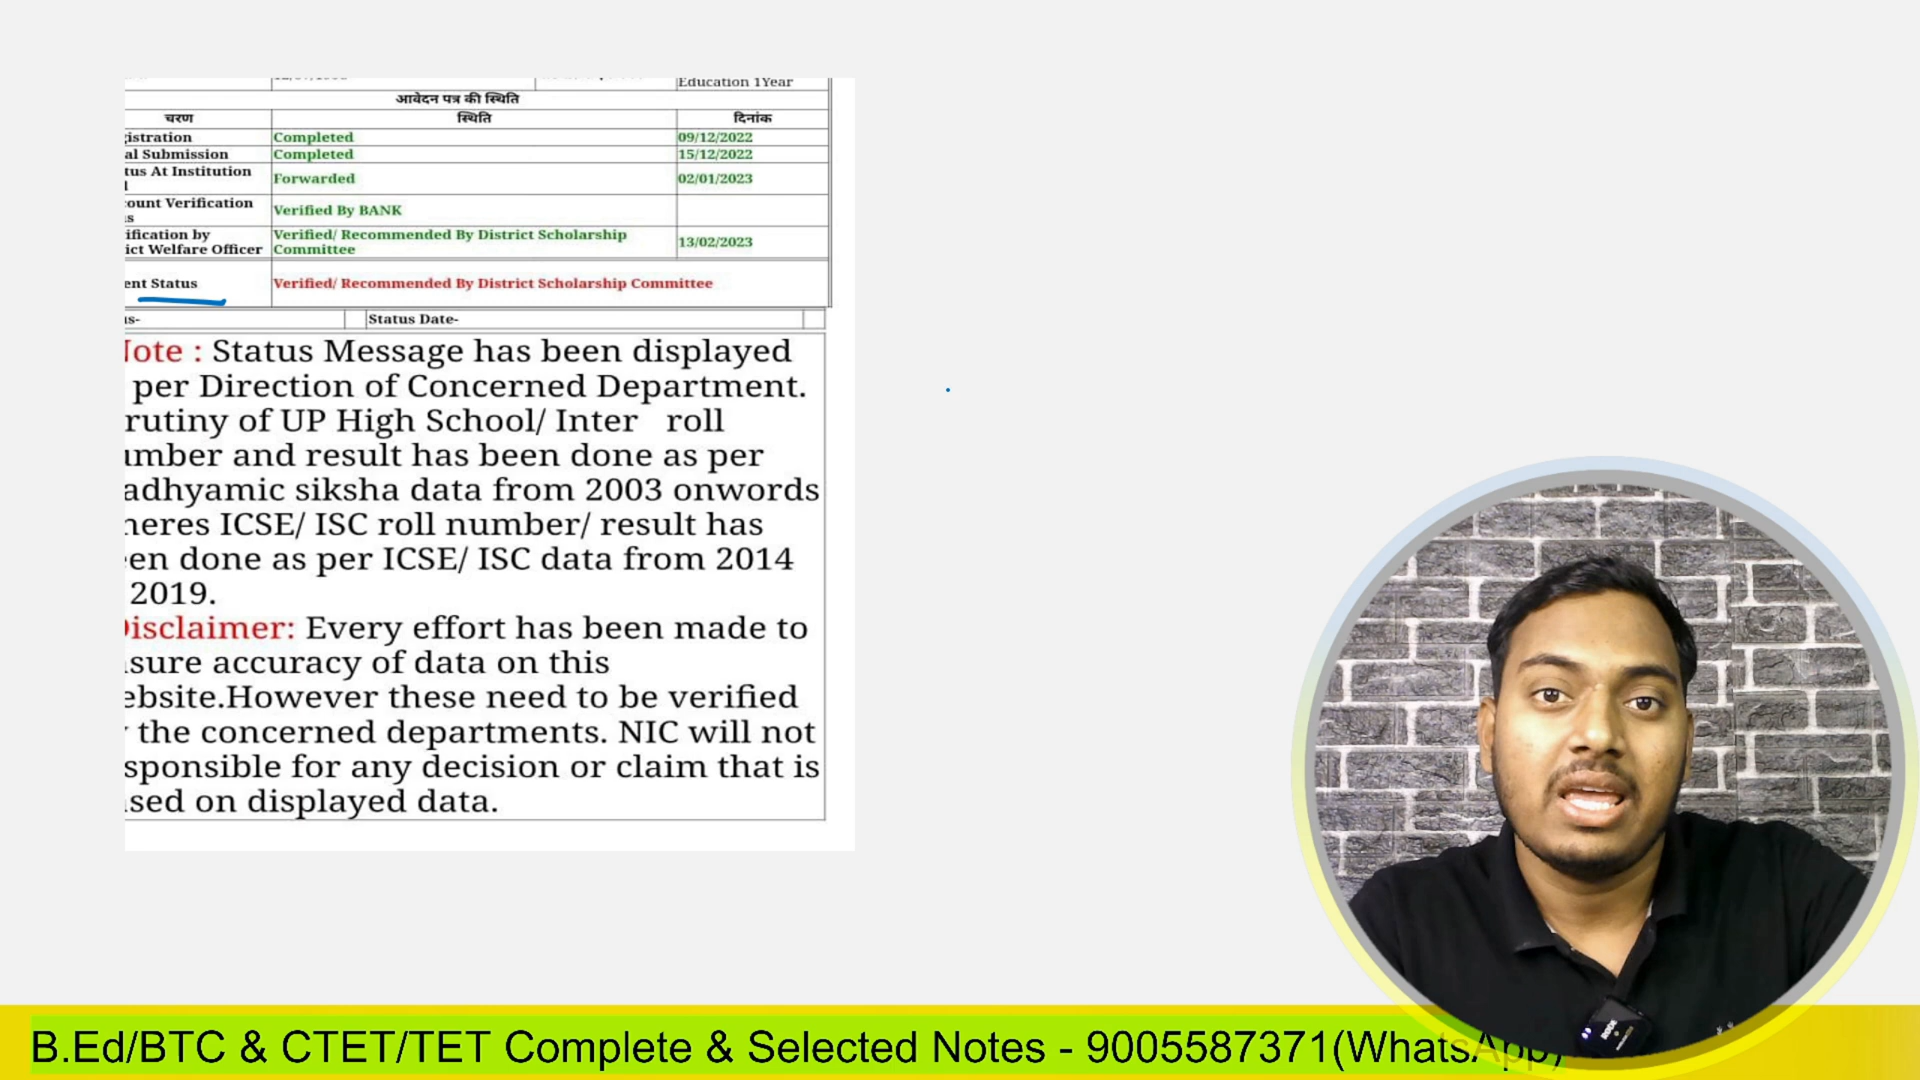 Education 1Year
आवेदन पत्र की स्थिति
चरण स्थिति दिनांक
istration Completed 09/12/2022
al Submission Completed 15/12/2022
tus At Institution
Forwarded 02/01/2023
ount Verification
Verified By BANK
ification by Verified/ Recommended By District Scholarship
ict Welfare Officer Committee 13/02/2023
ent Status Verified/ Recommended By District Scholarship Committee
Status Date-
ote : Status Message has been displayed
per Direction of Concerned Department.
rutiny of UP High School/ Inter roll
umber and result has been done as per
adhyamic siksha data from 2003 onwords
heres ICSE/ ISC roll number/ result has
en done as per ICSE/ ISC data from 2014
2019.
Disclaimer: Every effort has been made to
sure accuracy of data on this
ebsite.However these need to be verified
the concerned departments. NIC will not
sponsible for any decision or claim that is
sed on displayed data.
B.Ed/BTC & CTET/TET Complete & Selected Notes - 9005587371(WhatsApp)